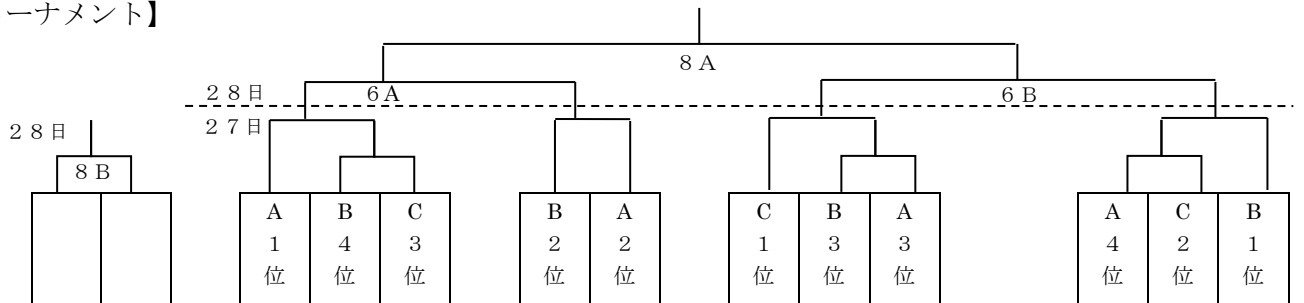 ーナメント】
８Ａ
２８日 ６Ａ ６Ｂ
２８日 ２７日
８Ｂ
A B C B A C B A A C B
１ ４ ３ ２ ２ １ ３ ３ ４ ２ １
位 位 位 位 位 位 位 位 位 位 位